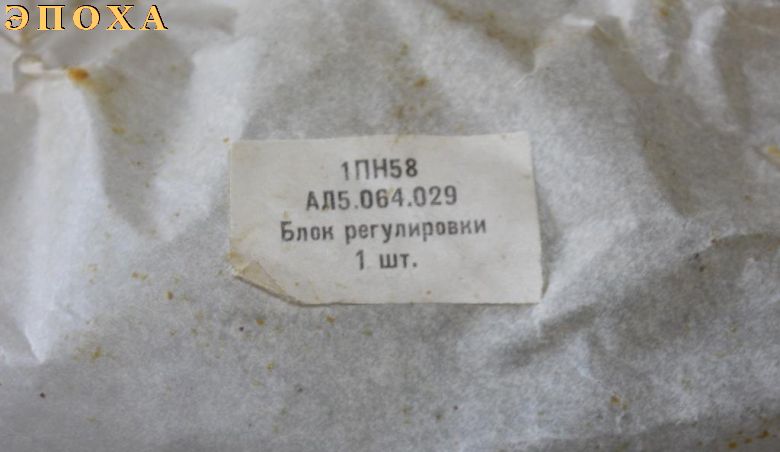 ЭПОХА
1ПН58
АЛ5.064.029
Блок регулировки
1 шт.